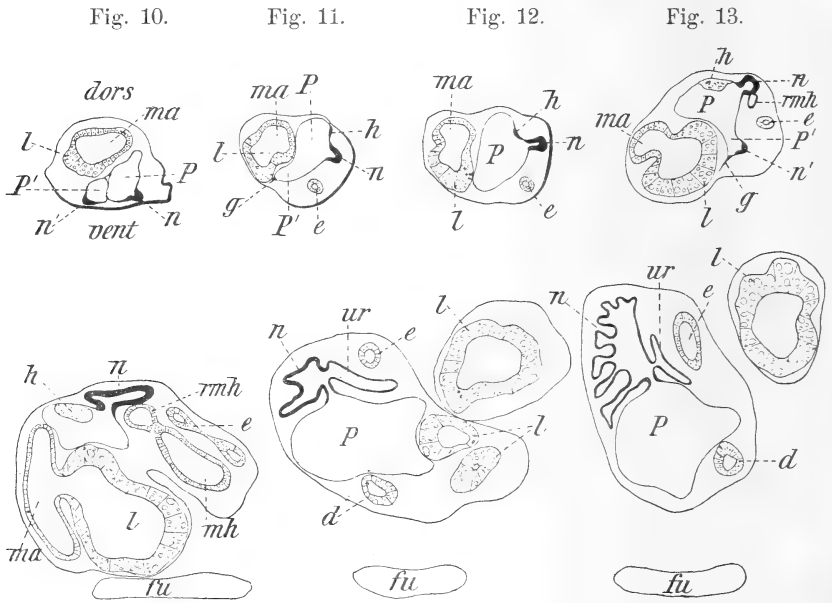 Fig. 10. Fig. 11. Fig. 12. Fig. 13.
dors
ma
l
P
P'
n'
vent
n
ma
P
h
l
n
g
P'
e
ma
h
P
n
l
e
h
n
P
rmh
e
ma
P'
n'
g
l
h
n
rmh
e
l
ma
mh
fu
n
ur
e
l
P
l
d
fu
n
ur
e
l
P
d
fu